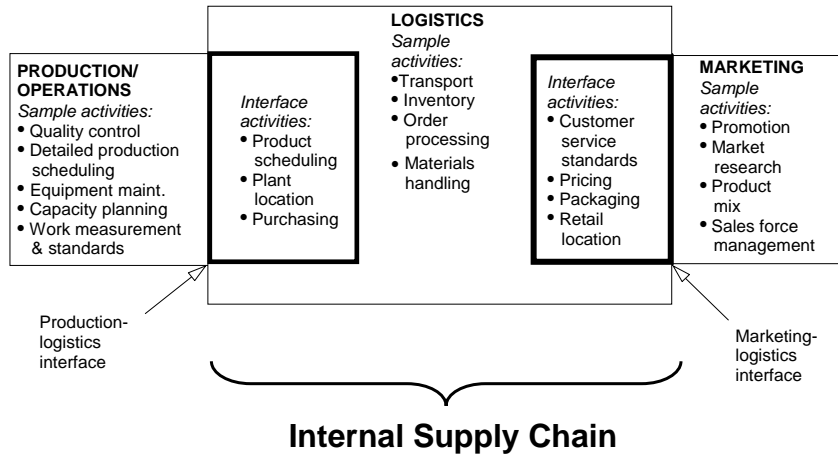 LOGISTICS
Sample
activities:
•Transport
• Inventory
• Order
processing
• Materials
handling
PRODUCTION/
OPERATIONS
Sample activities:
• Quality control
• Detailed production
scheduling
• Equipment maint.
• Capacity planning
• Work measurement
& standards
Interface
activities:
• Product
scheduling
• Plant
location
• Purchasing
Interface
activities:
• Customer
service
standards
• Pricing
• Packaging
• Retail
location
MARKETING
Sample
activities:
• Promotion
• Market
research
• Product
mix
• Sales force
management
Production-
logistics
interface
Marketing-
logistics
interface
Internal Supply Chain